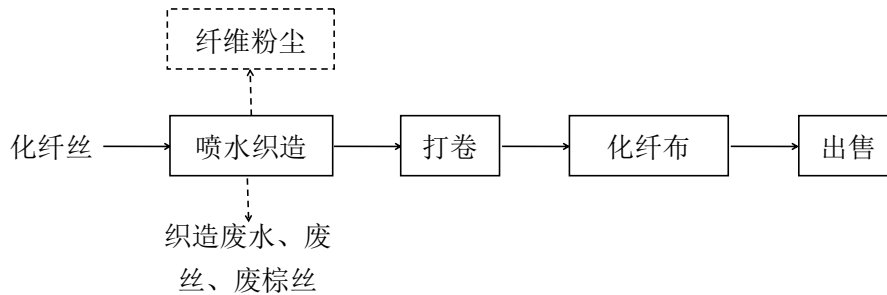 纤维粉尘
化纤丝
喷水织造
打卷
化纤布
出售
织造废水、废
丝、废棕丝